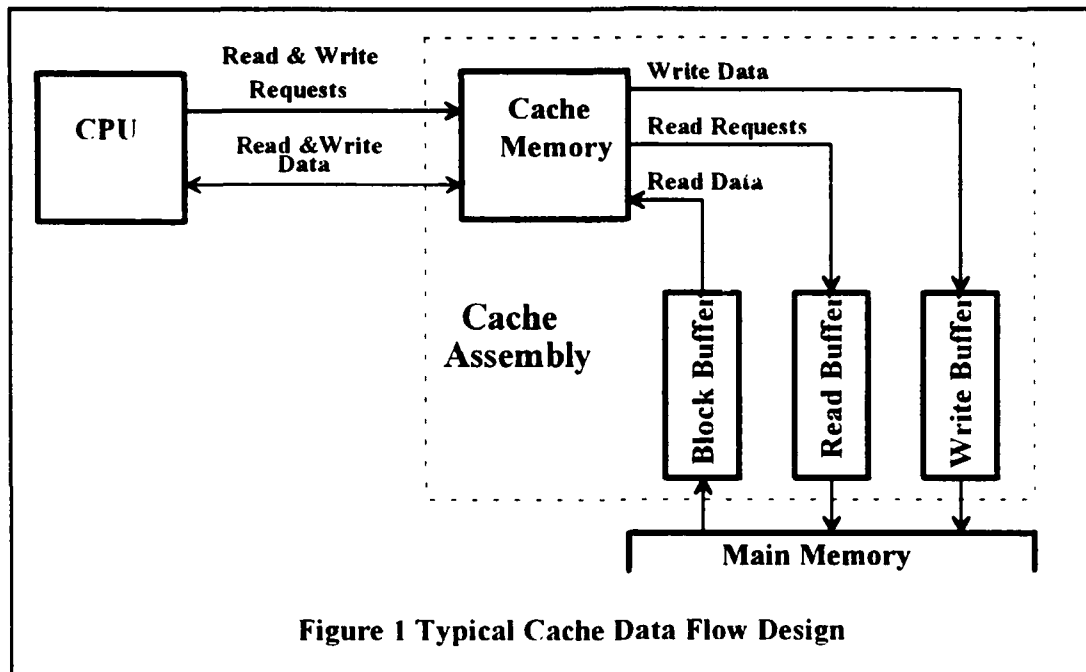 Read & Write
Requests
CPU
Read &Write
Data
Cache
Memory
Write Data
Read Requests
Read Data
Cache
Assembly
Block Buffer
Read Buffer
Write Buffer
Main Memory
Figure 1 Typical Cache Data Flow Design